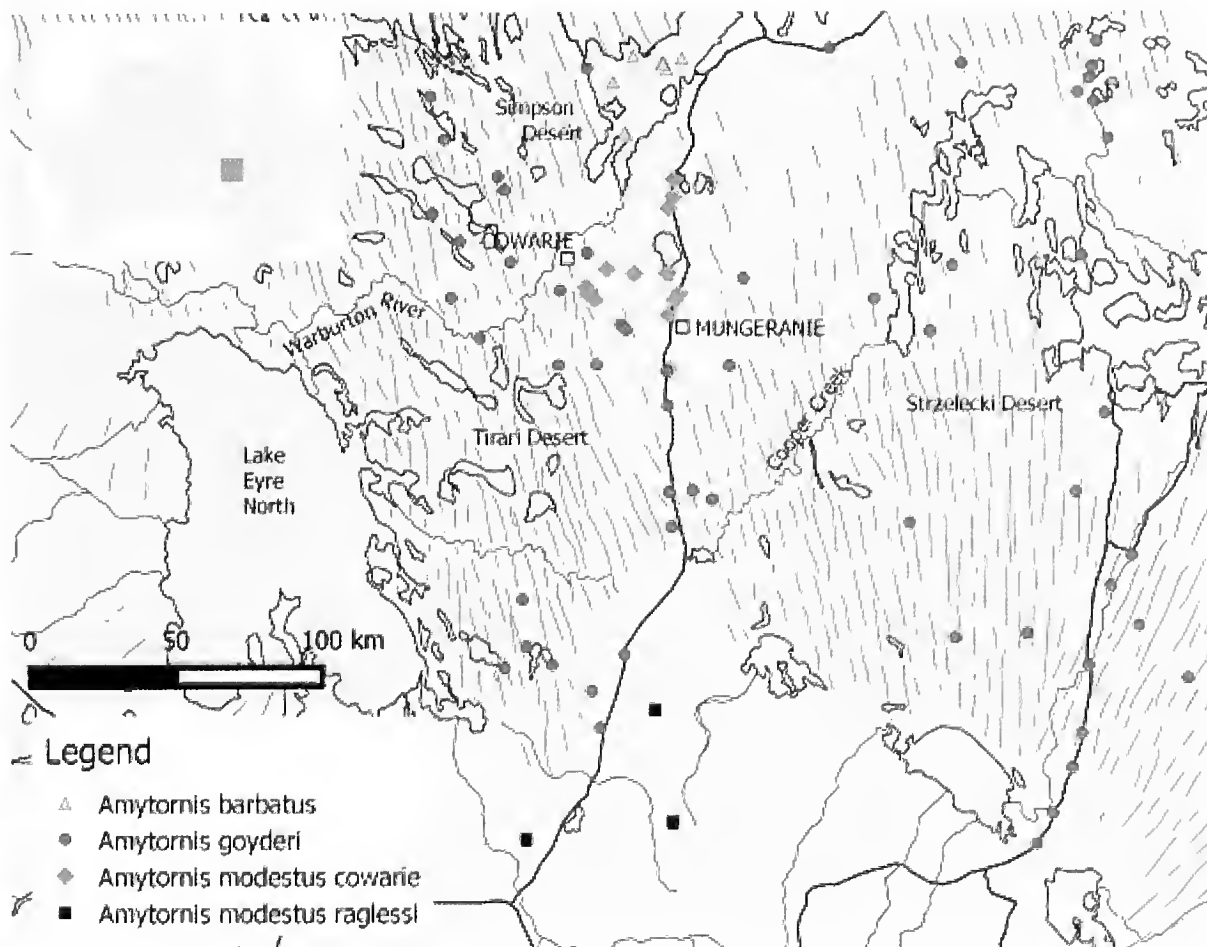 Simpson
Desert
COWARIE
Warburton River
MUNGERANIE
Cooper Creek
Strzelecki Desert
Tirari Desert
Lake
Eyre
North
0 50 100 km
Legend
Amytornis barbatus
Amytornis goyderi
Amytornis modestus cowarie
Amytornis modestus raglessi